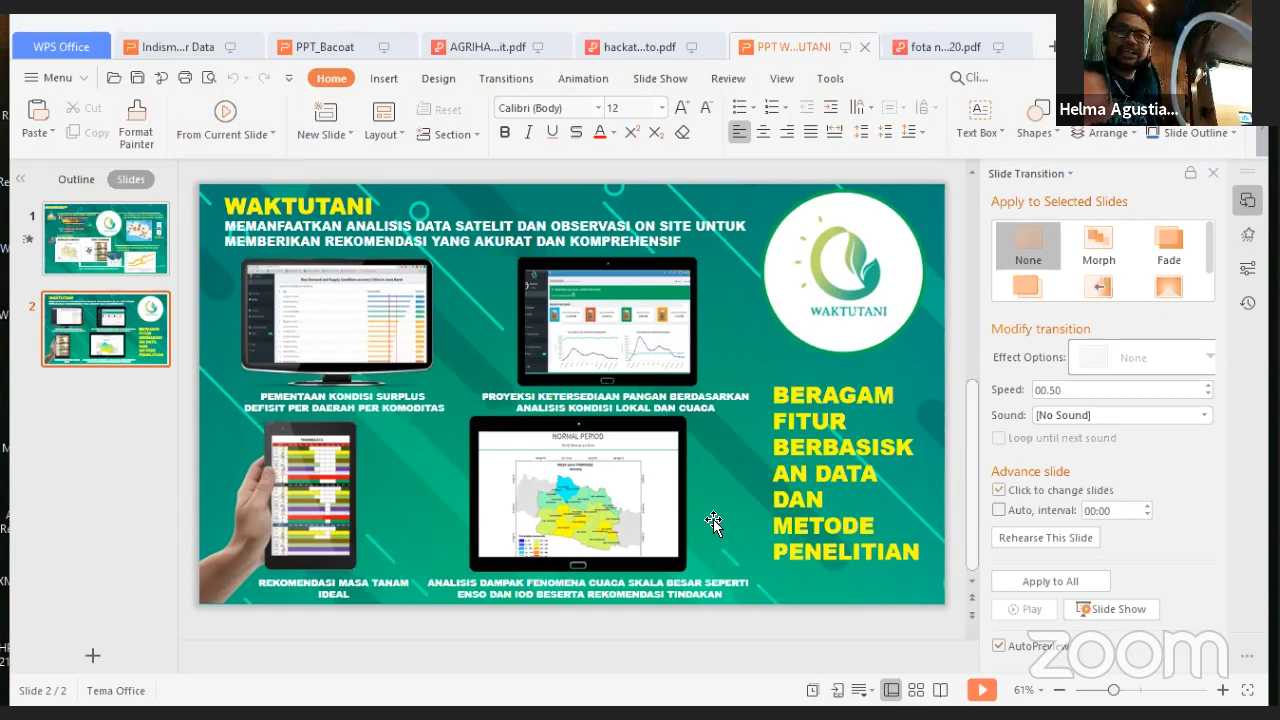 WPS Office
Indism...r Data
PPT_Bacoat
AGRIHA...it.pdf
hackat...to.pdf
PPT W...UTANI
fota n...20.pdf
Menu
Home
Insert
Design
Transitions
Animation
Slide Show
Review
View
Tools
Cli...
Paste
Cut
Copy
Format
Painter
From Current Slide
New Slide
Layout
Reset
Section
Calibri (Body)
12
Text Box
Shapes
Arrange
Slide Outline
Helma Agustia...
Outline
Slides
1
2
WAKTUTANI
MEMANFAATKAN ANALISIS DATA SATELIT DAN OBSERVASI ON SITE UNTUK
MEMBERIKAN REKOMENDASI YANG AKURAT DAN KOMPREHENSIF
WAKTUTANI
PEMENTAAN KONDISI SURPLUS
DEFISIT PER DAERAH PER KOMODITAS
PROYEKSI KETERSEDIAAN PANGAN BERDASARKAN
ANALISIS KONDISI LOKAL DAN CUACA
NORMAL PERIOD
REKOMENDASI MASA TANAM
IDEAL
ANALISIS DAMPAK FENOMENA CUACA SKALA BESAR SEPERTI
ENSO DAN IOD BESERTA REKOMENDASI TINDAKAN
BERAGAM
FITUR
BERBASISK
AN DATA
DAN
METODE
PENELITIAN
Slide Transition
Apply to Selected Slides
None
Morph
Fade
Modify transition
Effect Options:
None
Speed:
00.50
Sound:
[No Sound]
Loop until next sound
Advance slide
Click to change slides
Auto, interval:
00:00
Rehearse This Slide
Apply to All
Play
Slide Show
AutoPreview
zoom
Slide 2 / 2
Tema Office
61%